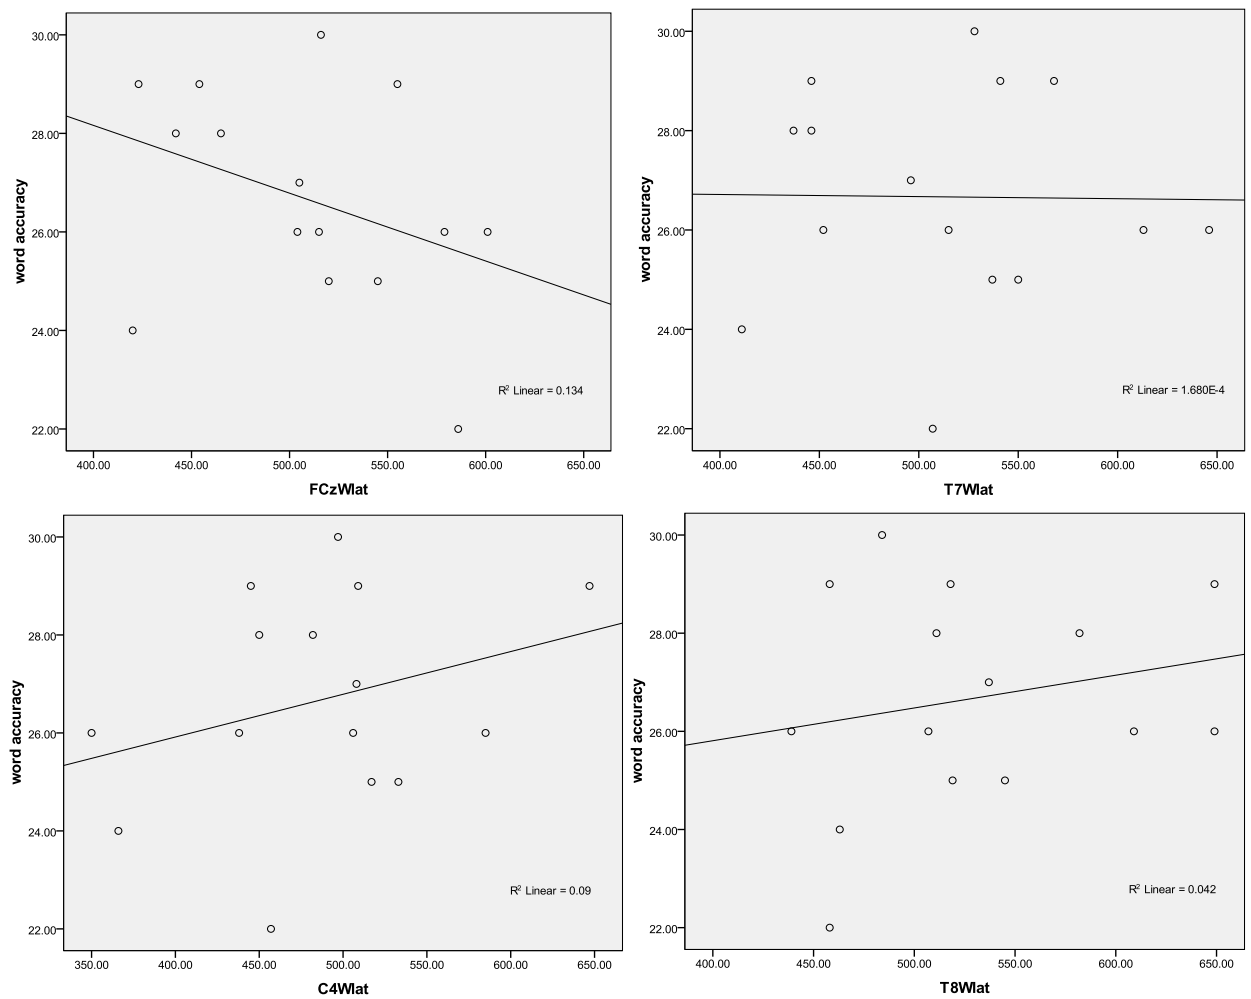 30.00
28.00
26.00
24.00
22.00
word accuracy
R² Linear = 0.134
400.00 450.00 500.00 550.00 600.00 650.00
FCzWlat
30.00
28.00
26.00
24.00
22.00
word accuracy
R² Linear = 1.680E-4
400.00 450.00 500.00 550.00 600.00 650.00
T7Wlat
30.00
28.00
26.00
24.00
22.00
word accuracy
R² Linear = 0.09
350.00 400.00 450.00 500.00 550.00 600.00 650.00
C4Wlat
30.00
28.00
26.00
24.00
22.00
word accuracy
R² Linear = 0.042
400.00 450.00 500.00 550.00 600.00 650.00
T8Wlat